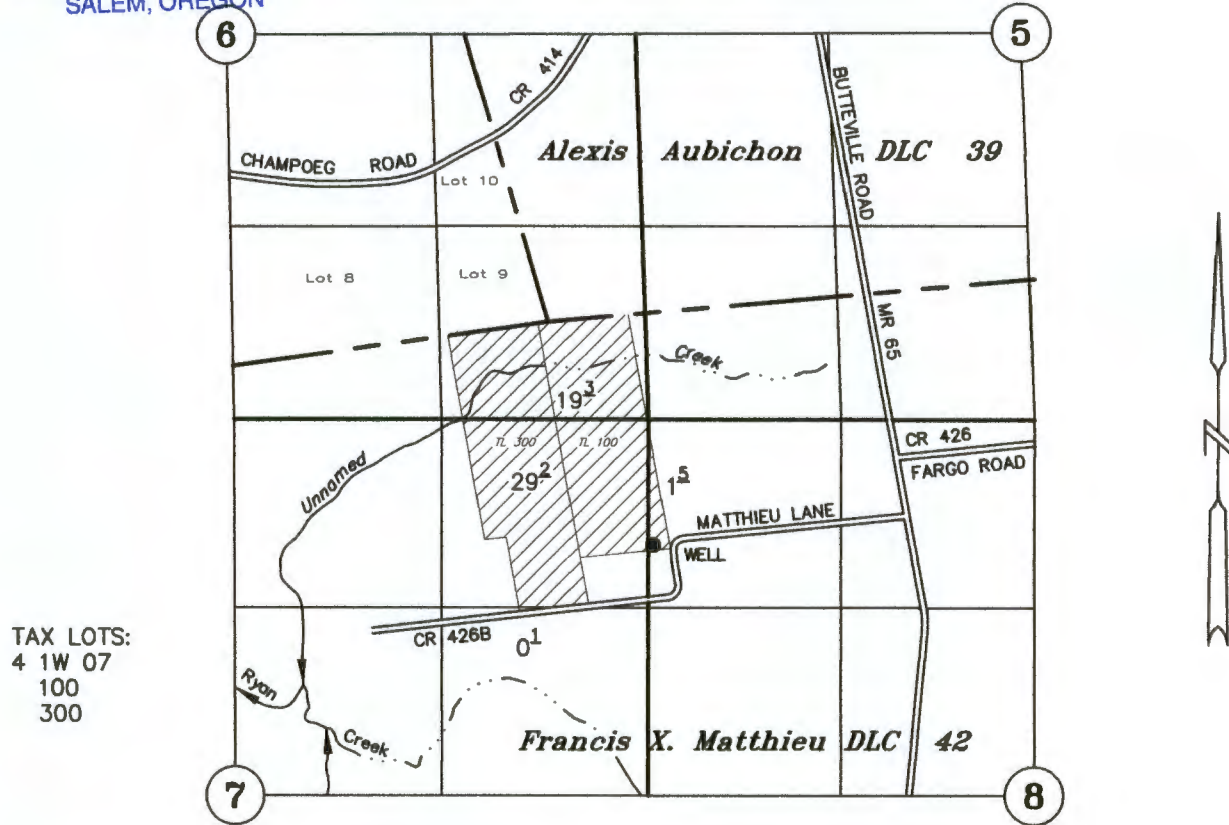 SALEM, OREGON
6
5
CR 414
BUTTEVILLE ROAD
CHAMPOEG ROAD
Alexis Aubichon DLC 39
Lot 10
Lot 8
Lot 9
MR 65
Creek
19 3
TL 300
TL 100
CR 426
FARGO ROAD
29 2
1 5
Unnamed
MATTHIEU LANE
WELL
N
TAX LOTS:
4 1W 07
100
300
CR 426B
0 1
Ryan
Creek
Francis X. Matthieu DLC 42
7
8